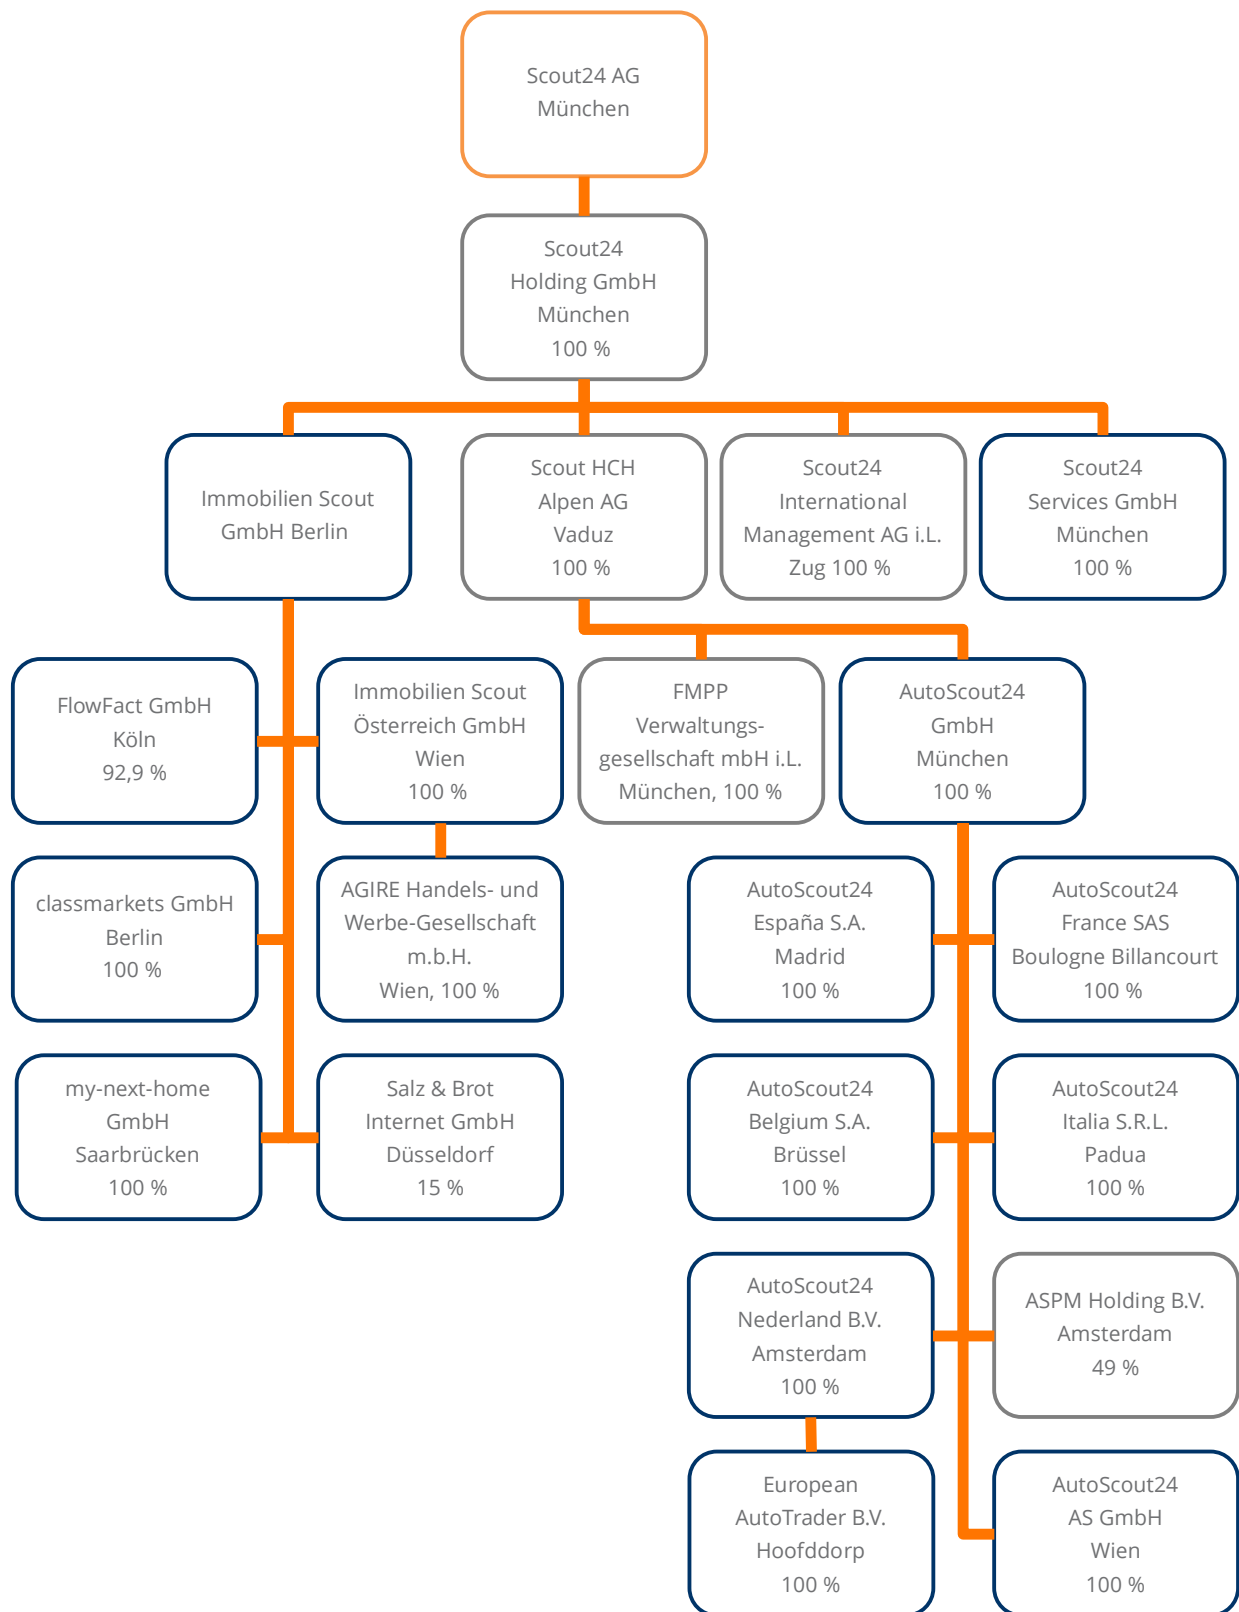 Scout24 AG
München
Scout24
Holding GmbH
München
100 %
Immobilien Scout
GmbH Berlin
Scout HCH
Alpen AG
Vaduz
100 %
Scout24
International
Management AG i.L.
Zug 100 %
Scout24
Services GmbH
München
100 %
FlowFact GmbH
Köln
92,9 %
Immobilien Scout
Österreich GmbH
Wien
100 %
FMPP
Verwaltungs-
gesellschaft mbH i.L.
München, 100 %
AutoScout24
GmbH
München
100 %
classmarkets GmbH
Berlin
100 %
AGIRE Handels- und
Werbe-Gesellschaft
m.b.H.
Wien, 100 %
AutoScout24
España S.A.
Madrid
100 %
AutoScout24
France SAS
Boulogne Billancourt
100 %
my-next-home
GmbH
Saarbrücken
100 %
Salz & Brot
Internet GmbH
Düsseldorf
15 %
AutoScout24
Belgium S.A.
Brüssel
100 %
AutoScout24
Italia S.R.L.
Padua
100 %
AutoScout24
Nederland B.V.
Amsterdam
100 %
ASPM Holding B.V.
Amsterdam
49 %
European
AutoTrader B.V.
Hoofddorp
100 %
AutoScout24
AS GmbH
Wien
100 %